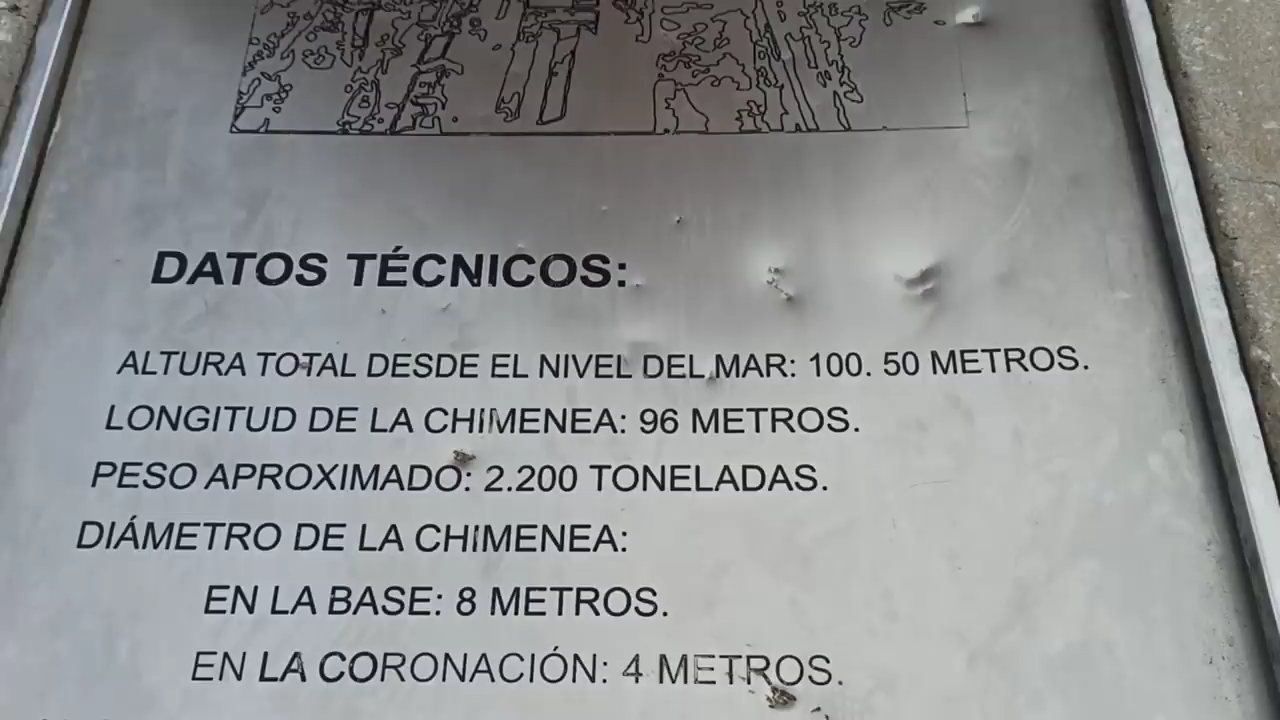 DATOS TÉCNICOS:
ALTURA TOTAL DESDE EL NIVEL DEL MAR: 100. 50 METROS.
LONGITUD DE LA CHIMENEA: 96 METROS.
PESO APROXIMADO: 2.200 TONELADAS.
DIÁMETRO DE LA CHIMENEA:
EN LA BASE: 8 METROS.
EN LA CORONACIÓN: 4 METROS.